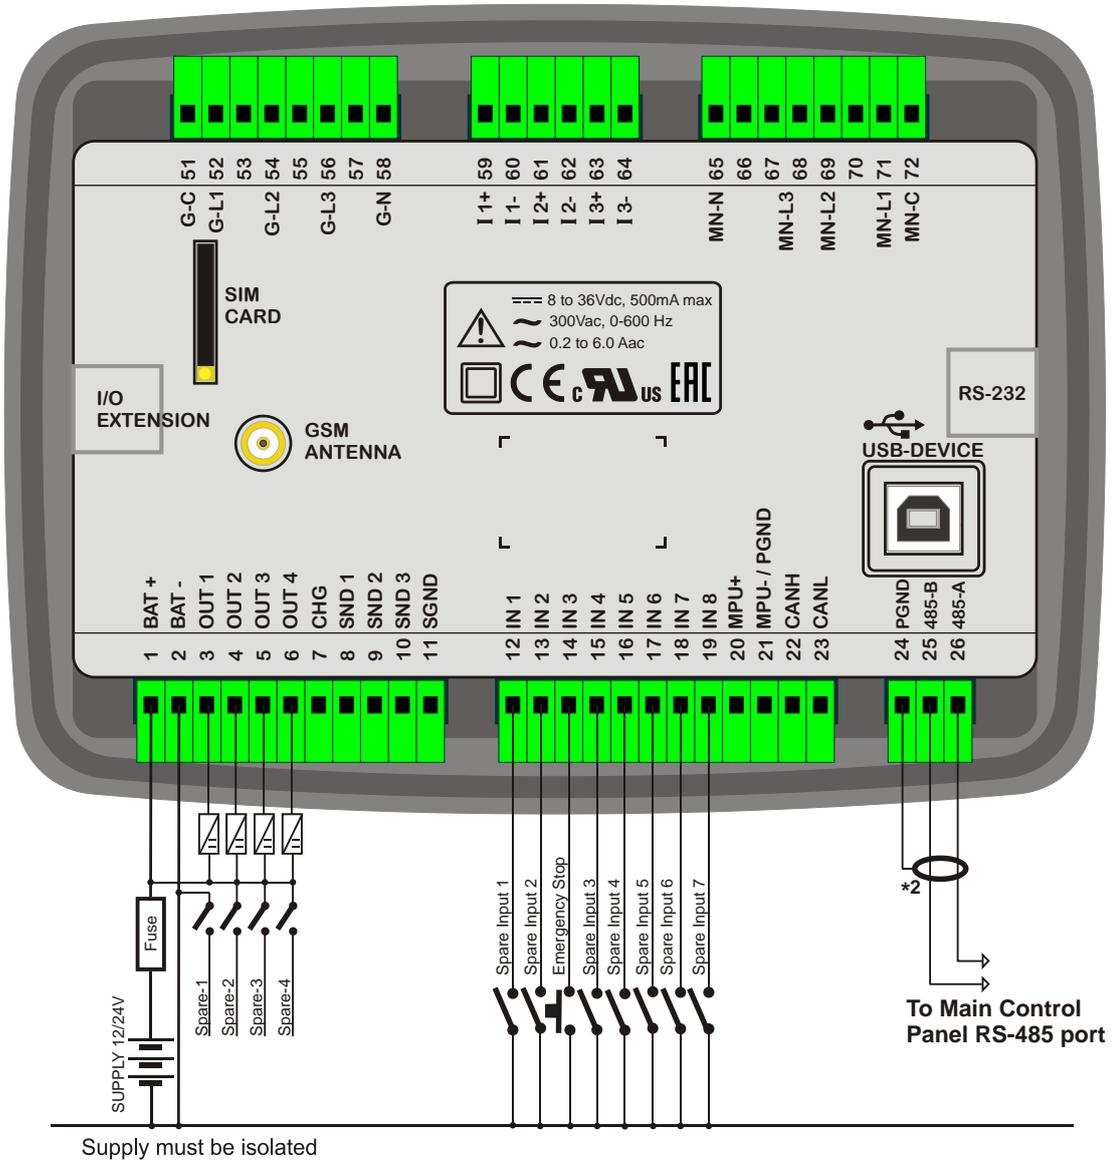 51 52 53 54 55 56 57 58
59 60 61 62 63 64
65 66 67 68 69 70 71 72
G-C G-L1 G-L2 G-L3 G-N
I1+ I1- I2+ I2- I3+ I3-
MN-N MN-L3 MN-L2 MN-L1 MN-C
SIM
CARD
8 to 36Vdc, 500mA max
300Vac, 0-600 Hz
0.2 to 6.0 Aac
CE c RU US EAC
I/O
EXTENSION
GSM
ANTENNA
RS-232
USB-DEVICE
BAT +
BAT -
OUT 1
OUT 2
OUT 3
OUT 4
CHG
SND 1
SND 2
SND 3
SGND
IN 1
IN 2
IN 3
IN 4
IN 5
IN 6
IN 7
IN 8
MPU+
MPU- / PGND
CANH
CANL
PGND
485-B
485-A
1 2 3 4 5 6 7 8 9 10 11
12 13 14 15 16 17 18 19 20 21 22 23
24 25 26
Fuse
SUPPLY 12/24V
Spare-1
Spare-2
Spare-3
Spare-4
Spare Input 1
Spare Input 2
Emergency Stop
Spare Input 3
Spare Input 4
Spare Input 5
Spare Input 6
Spare Input 7
*2
To Main Control
Panel RS-485 port
Supply must be isolated